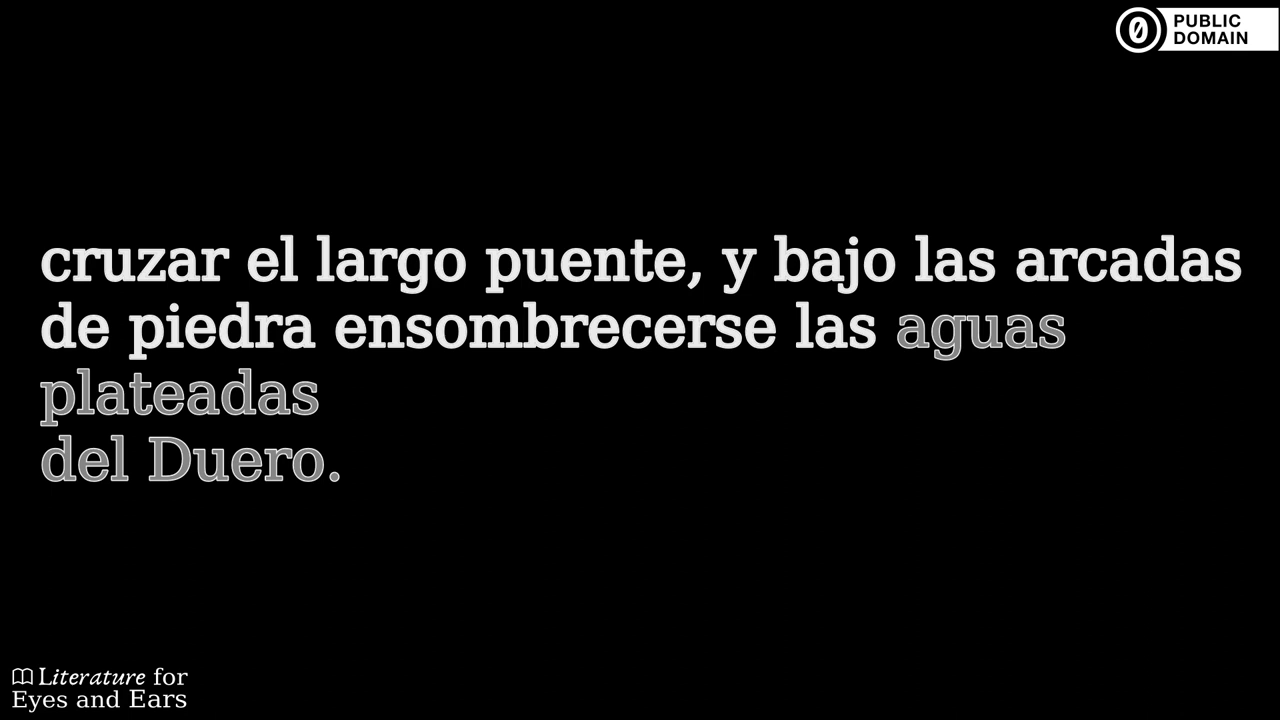 PUBLIC
DOMAIN
cruzar el largo puente, y bajo las arcadas
de piedra ensombrecerse las aguas
plateadas
del Duero.
Literature for
Eyes and Ears